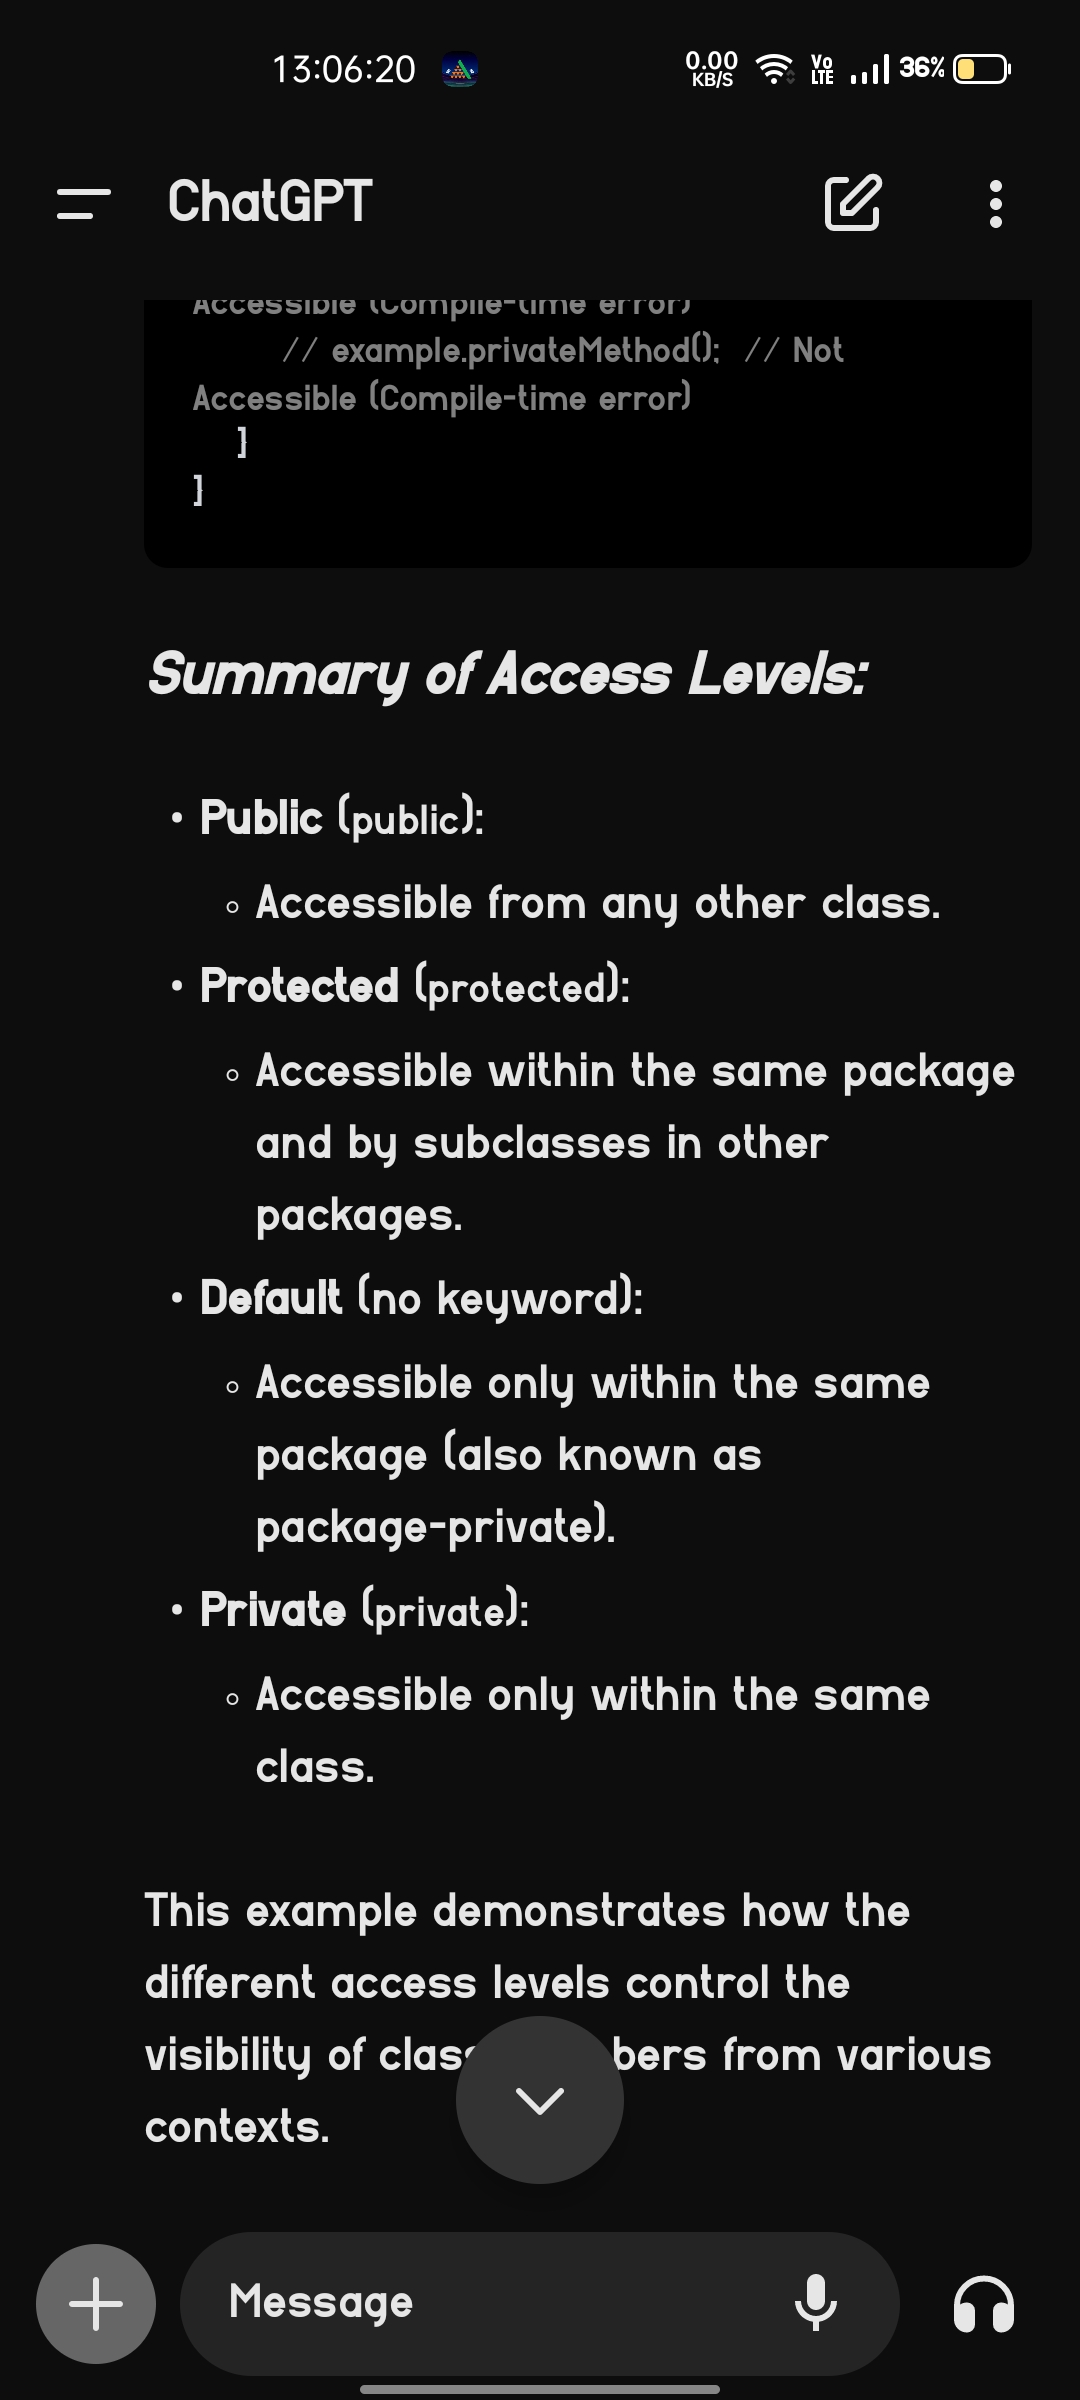 13:06:20
0.00 KB/S
Vo LTE
36%
ChatGPT
Accessible (Compile-time error)
// example.privateMethod(); // Not
Accessible (Compile-time error)
}
}
Summary of Access Levels:
• Public (public):
◦ Accessible from any other class.
• Protected (protected):
◦ Accessible within the same package
and by subclasses in other
packages.
• Default (no keyword):
◦ Accessible only within the same
package (also known as
package-private).
• Private (private):
◦ Accessible only within the same
class.
This example demonstrates how the
different access levels control the
visibility of class bers from various
contexts.
Message